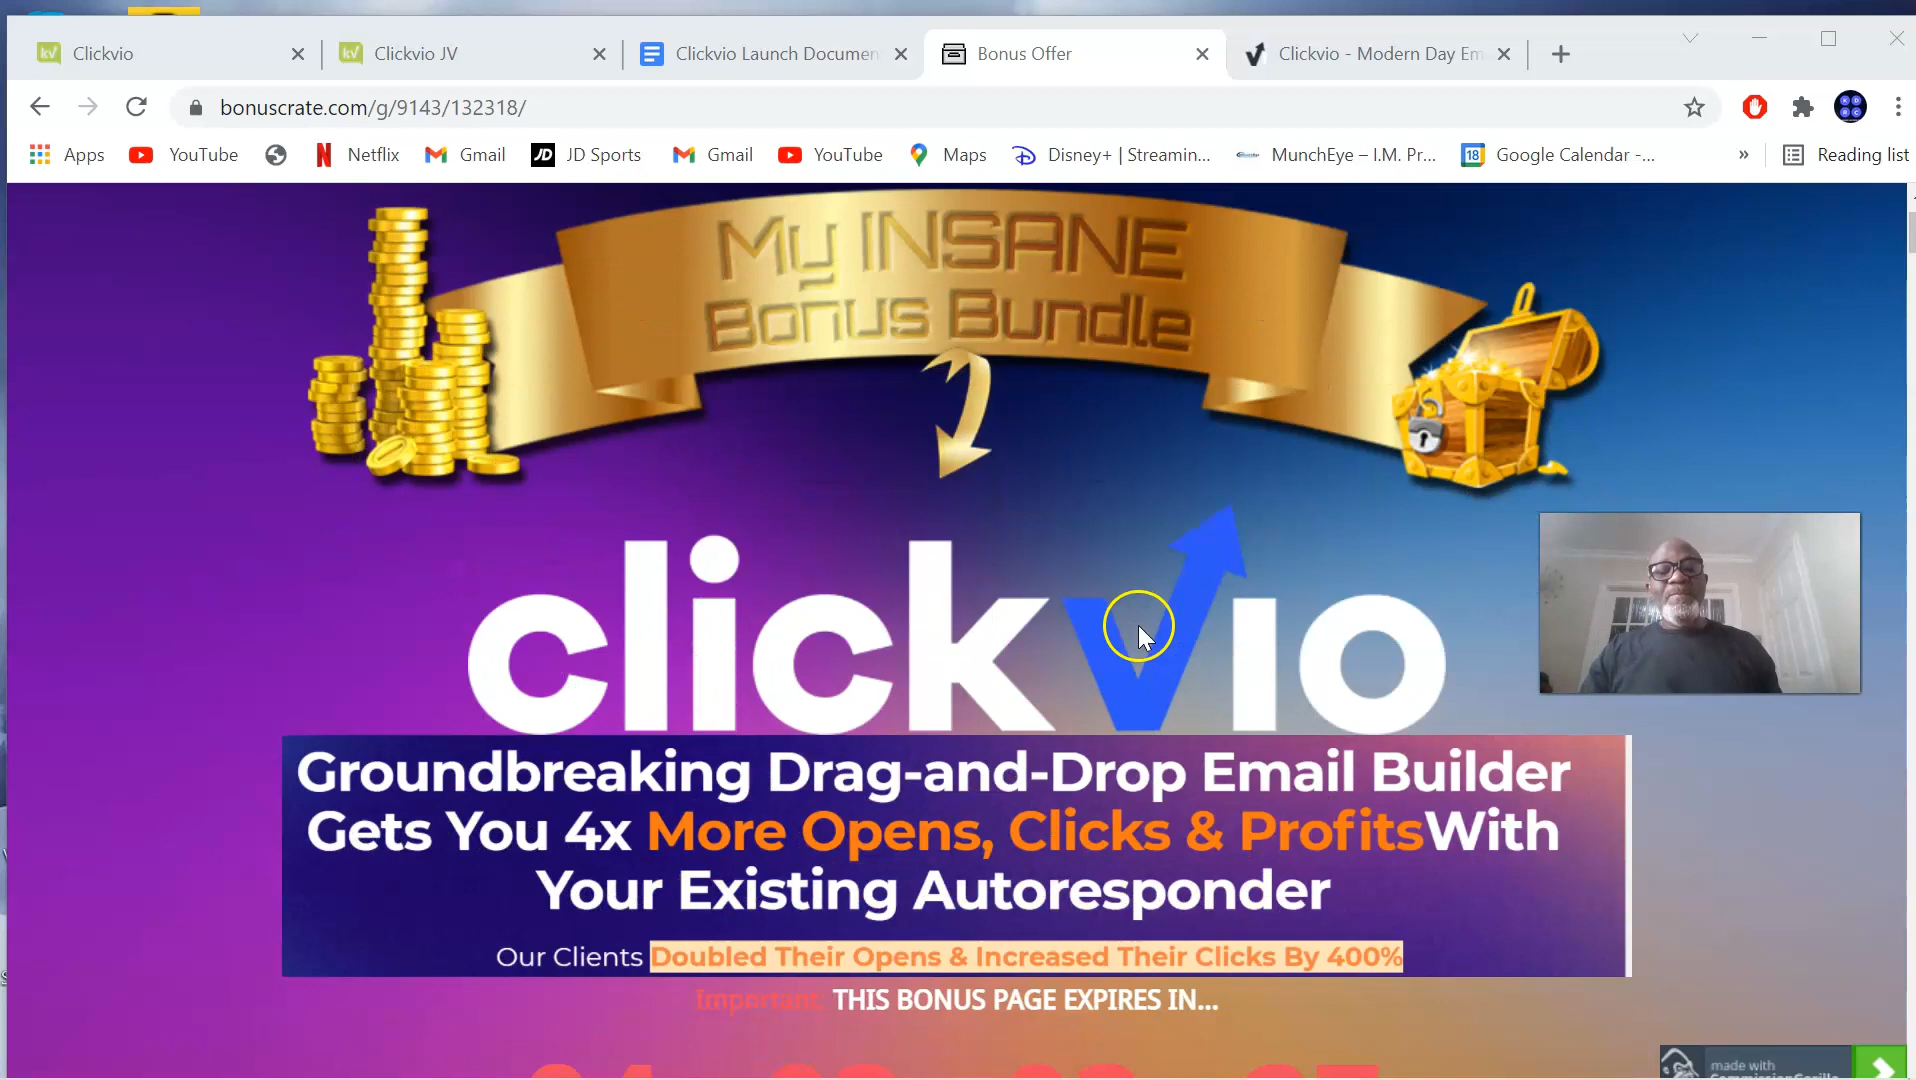 Clickvio
Clickvio JV
Clickvio Launch Documen
Bonus Offer
Clickvio - Modern Day Em
bonuscrate.com/g/9143/132318/
Apps
YouTube
Netflix
Gmail
JD
JD Sports
Gmail
YouTube
Maps
Disney+ | Streamin...
MunchEye – I.M. Pr...
18
Google Calendar -...
»
Reading list
My INSANE
Bonus Bundle
clickvio
Groundbreaking Drag-and-Drop Email Builder
Gets You 4x More Opens, Clicks & ProfitsWith
Your Existing Autoresponder
Our Clients Doubled Their Opens & Increased Their Clicks By 400%
Important: THIS BONUS PAGE EXPIRES IN...
made with